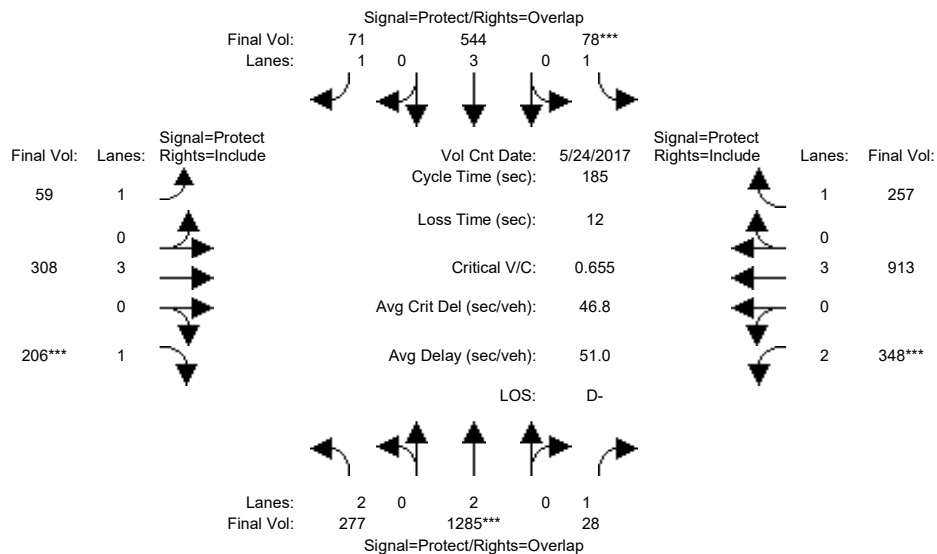 Signal=Protect/Rights=Overlap
Final Vol: 71 544 78***
Lanes: 1 0 3 0 1
Signal=Protect
Final Vol: Lanes: Rights=Include
Vol Cnt Date: 5/24/2017
Signal=Protect
Rights=Include Lanes: Final Vol:
Cycle Time (sec): 185
59 1
1 257
Loss Time (sec): 12
0
0
308 3
Critical V/C: 0.655
3 913
0
Avg Crit Del (sec/veh): 46.8
0
206*** 1
Avg Delay (sec/veh): 51.0
2 348***
LOS: D-
Lanes: 2 0 2 0 1
Final Vol: 277 1285*** 28
Signal=Protect/Rights=Overlap